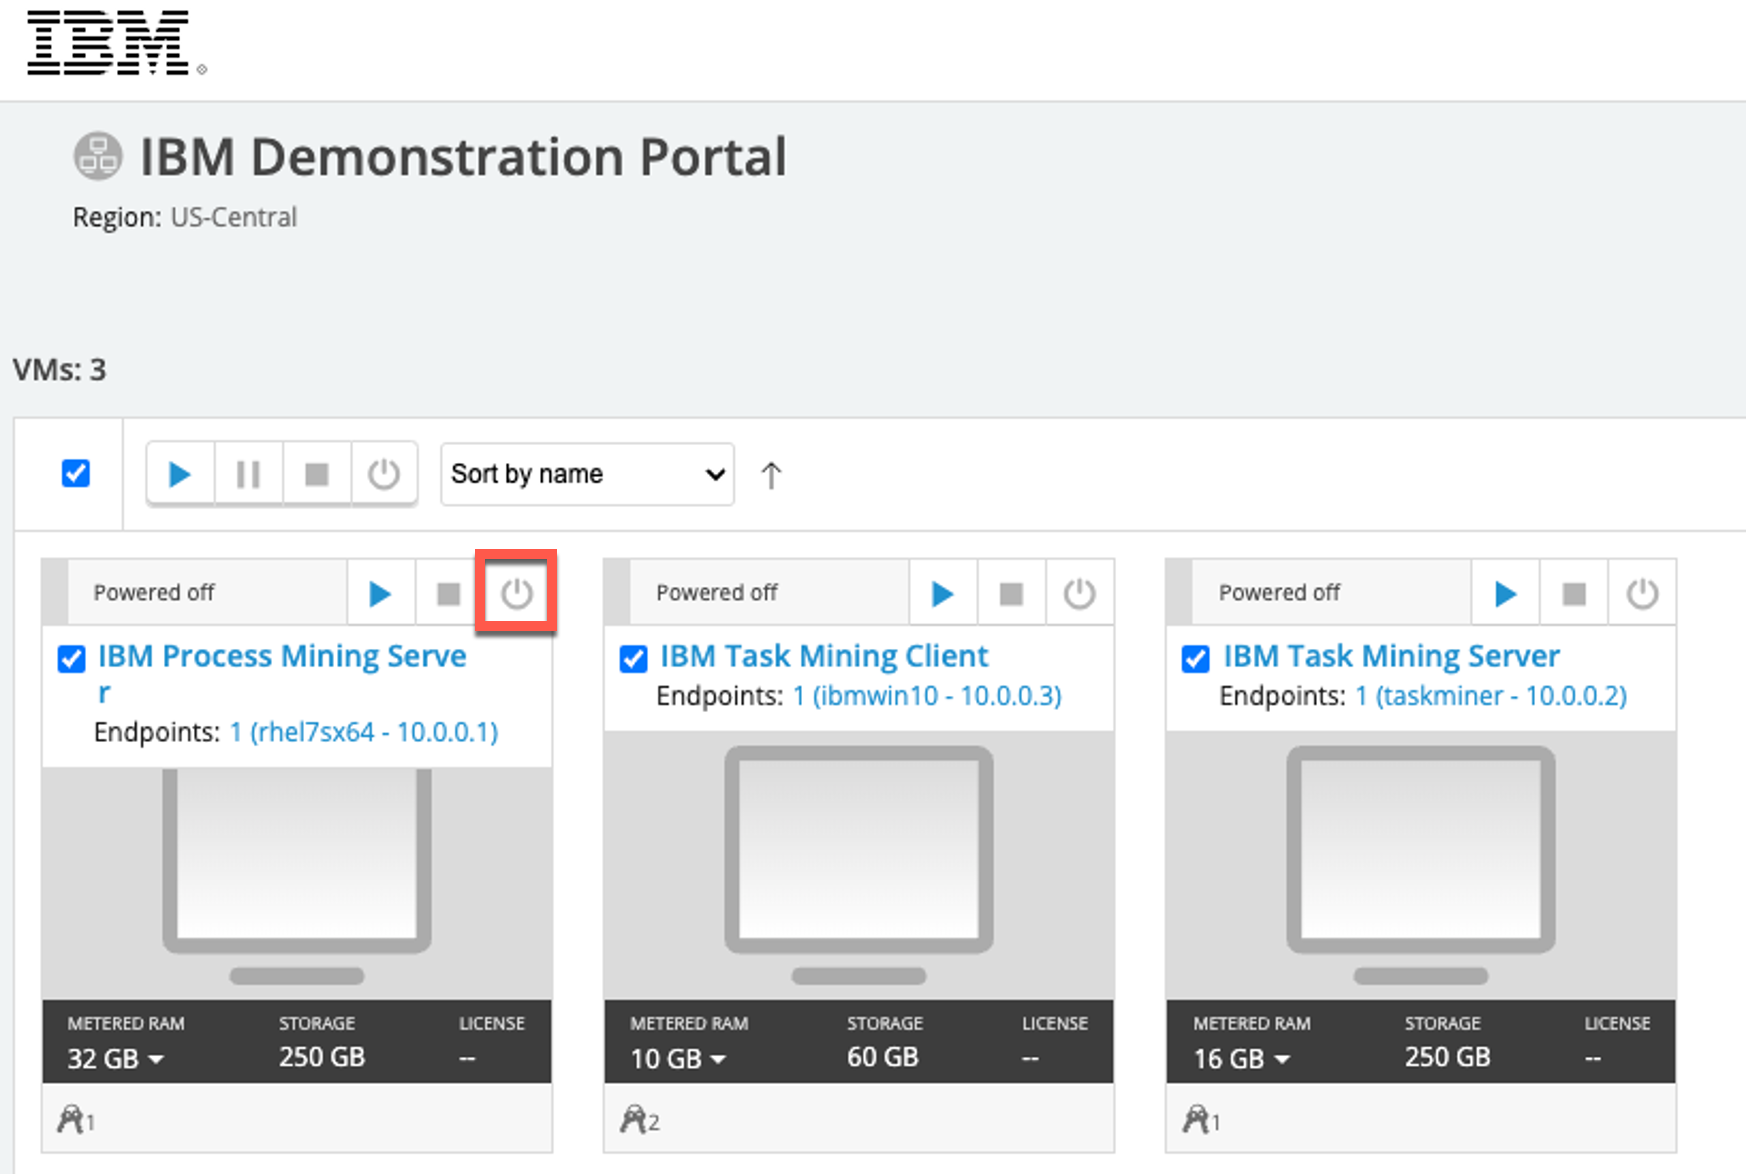 IBM
IBM Demonstration Portal
Region: US-Central
VMs: 3
Sort by name
Powered off
IBM Process Mining Serve
r
Endpoints: 1 (rhel7sx64 - 10.0.0.1)
METERED RAM STORAGE LICENSE
32 GB 250 GB --
1
Powered off
IBM Task Mining Client
Endpoints: 1 (ibmwin10 - 10.0.0.3)
METERED RAM STORAGE LICENSE
10 GB 60 GB --
2
Powered off
IBM Task Mining Server
Endpoints: 1 (taskminer - 10.0.0.2)
METERED RAM STORAGE LICENSE
16 GB 250 GB --
1